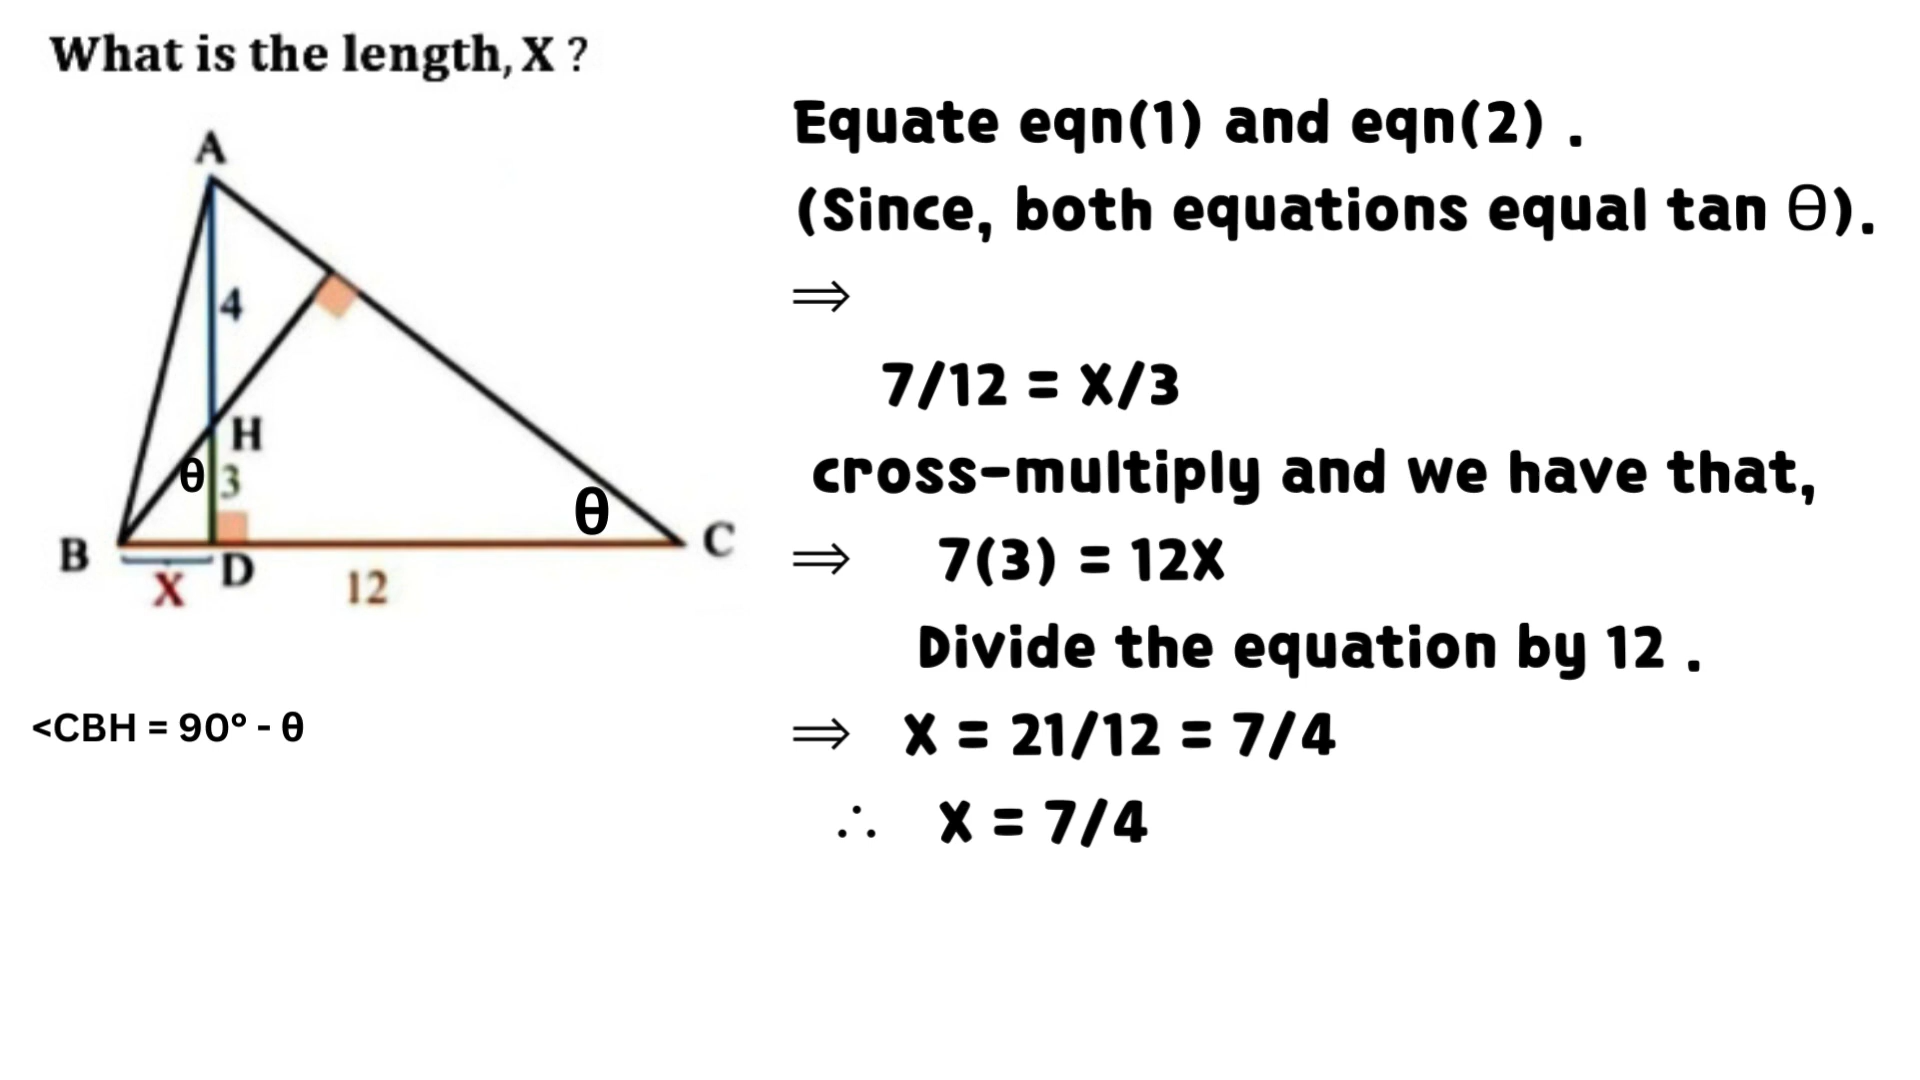 What is the length, X ?
A
4
H
θ
3
θ
B
X
D
12
C
<CBH = 90° - θ
Equate eqn(1) and eqn(2) .
(Since, both equations equal tan Θ).
⇒
7/12 = X/3
cross-multiply and we have that,
⇒ 7(3) = 12X
Divide the equation by 12 .
⇒ X = 21/12 = 7/4
∴ X = 7/4